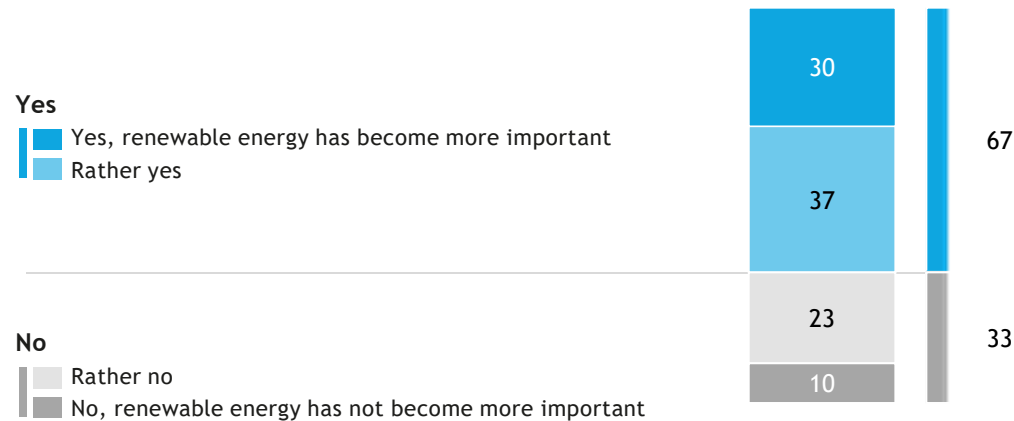 30
Yes
Yes, renewable energy has become more important
67
Rather yes
37
23
No
33
Rather no
10
No, renewable energy has not become more important